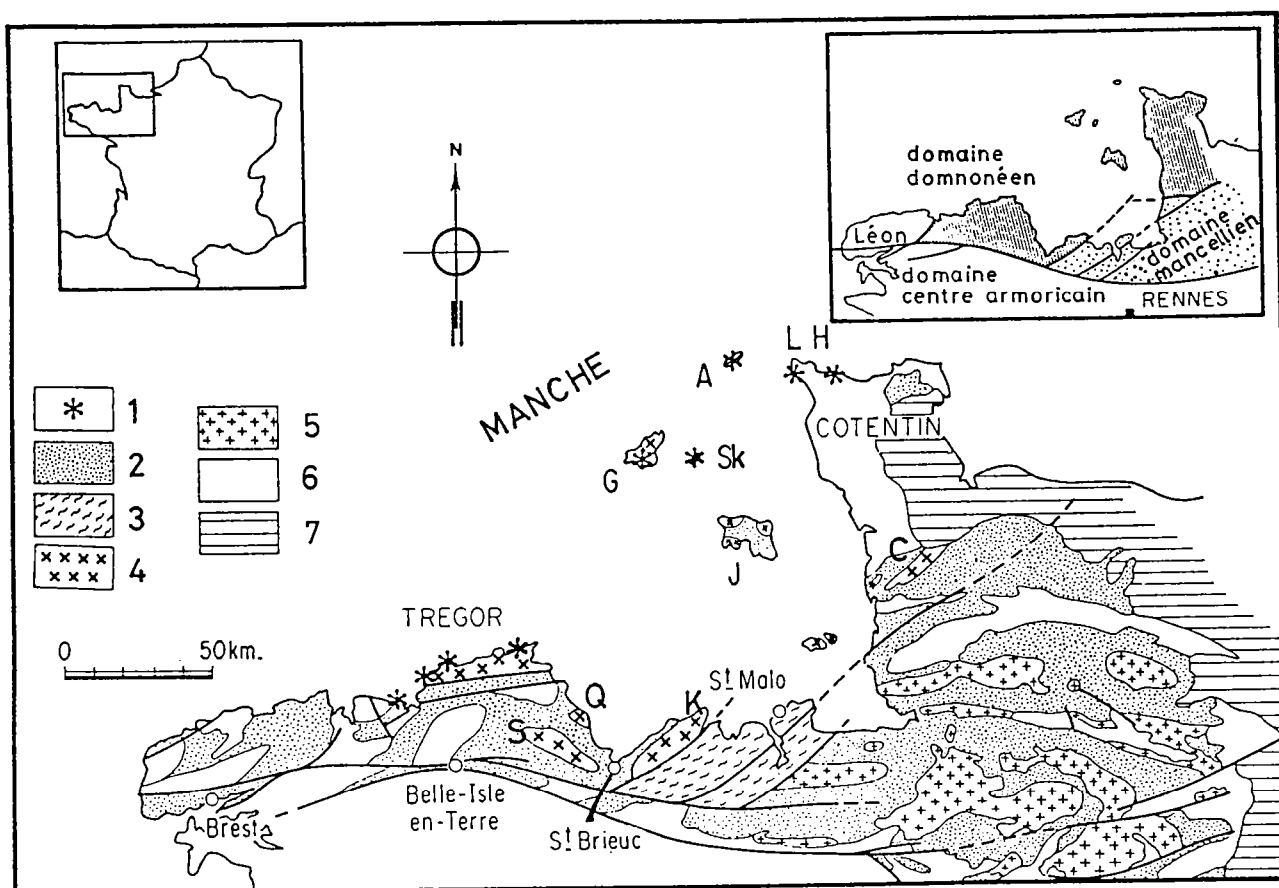 N
domaine
domnonéen
Léon
domaine
mancellien
domaine
centre armoricain
RENNES
MANCHE
L H
A
COTENTIN
G
Sk
J
C
1
2
3
4
5
6
7
0
50km.
TREGOR
Q
S
K
St Malo
Brest
Belle-Isle
en-Terre
St Brieuc